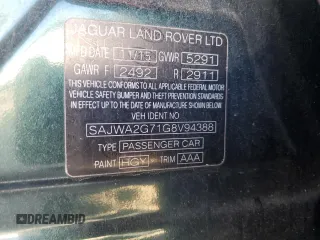 JAGUAR LAND ROVER LTD
MFD DATE 11/15 GVWR 5291
GAWR F 2492 R 2911
THIS VEHICLE CONFORMS TO ALL APPLICABLE FEDERAL MOTOR
VEHICLE SAFETY BUMPER AND THEFT PREVENTION STANDARDS
IN EFFECT UP TO THE DATE OF MANUFACTURE SHOWN ABOVE
VEH IDENT NO
SAJWA2G71G8V94388
TYPE PASSENGER CAR
PAINT HGY TRIM AAA
DREAMBID